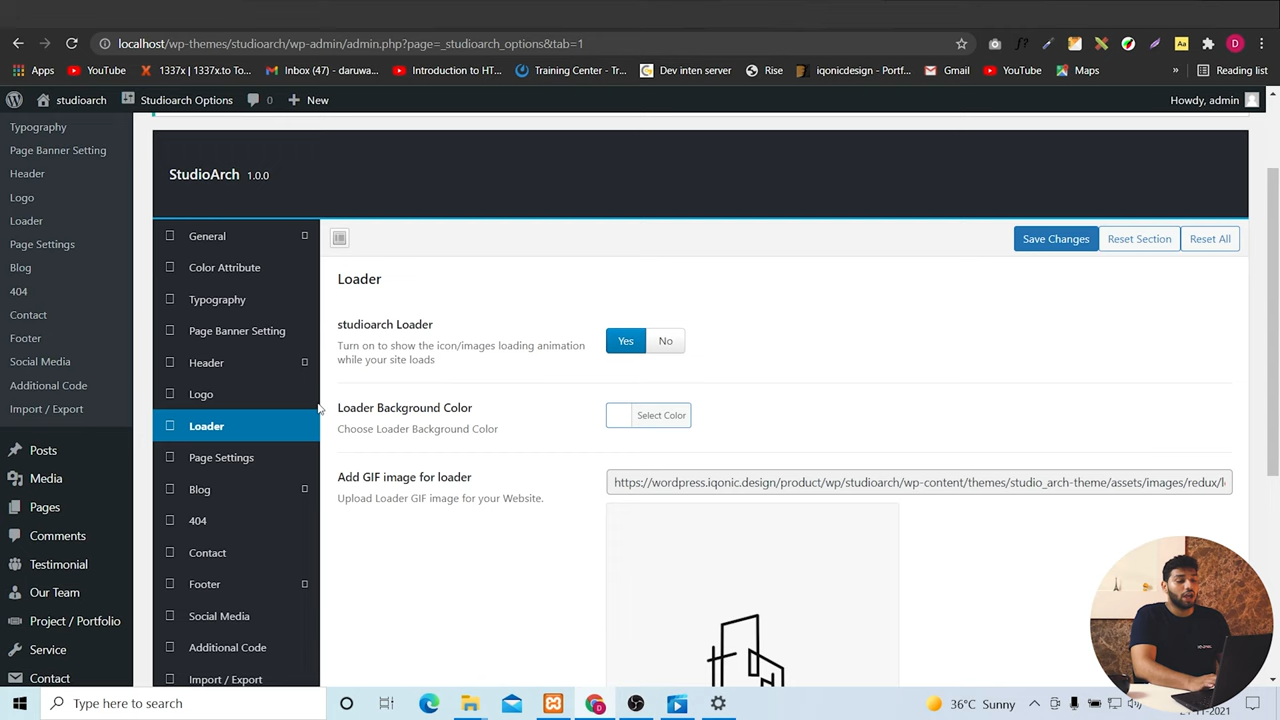 localhost/wp-themes/studioarch/wp-admin/admin.php?page=_studioarch_options&tab=1
Apps
YouTube
1337x | 1337x.to To...
Inbox (47) - daruwa...
Introduction to HT...
Training Center - Tr...
Dev inten server
Rise
iqonicdesign - Portf...
Gmail
YouTube
Maps
»
Reading list
studioarch
Studioarch Options
0
New
Howdy, admin
Typography
Page Banner Setting
Header
Logo
Loader
Page Settings
Blog
404
Contact
Footer
Social Media
Additional Code
Import / Export
Posts
Media
Pages
Comments
Testimonial
Our Team
Project / Portfolio
Service
Contact
StudioArch 1.0.0
General
Color Attribute
Typography
Page Banner Setting
Header
Logo
Loader
Page Settings
Blog
404
Contact
Footer
Social Media
Additional Code
Import / Export
Save Changes
Reset Section
Reset All
Loader
studioarch Loader
Turn on to show the icon/images loading animation
while your site loads
Yes
No
Loader Background Color
Choose Loader Background Color
Select Color
Add GIF image for loader
Upload Loader GIF image for your Website.
https://wordpress.iqonic.design/product/wp/studioarch/wp-content/themes/studio_arch-theme/assets/images/redux/l
Type here to search
36°C Sunny